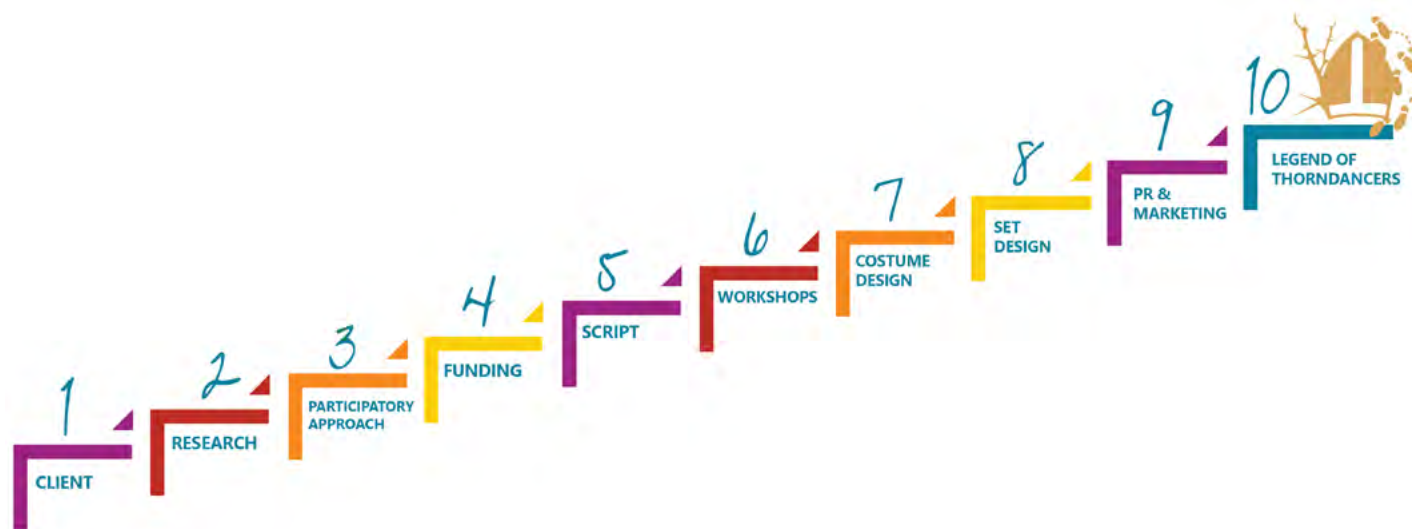 1
CLIENT
2
RESEARCH
3
PARTICIPATORY
APPROACH
4
FUNDING
5
SCRIPT
6
WORKSHOPS
7
COSTUME
DESIGN
8
SET
DESIGN
9
PR &
MARKETING
10
LEGEND OF
THORNDANCERS